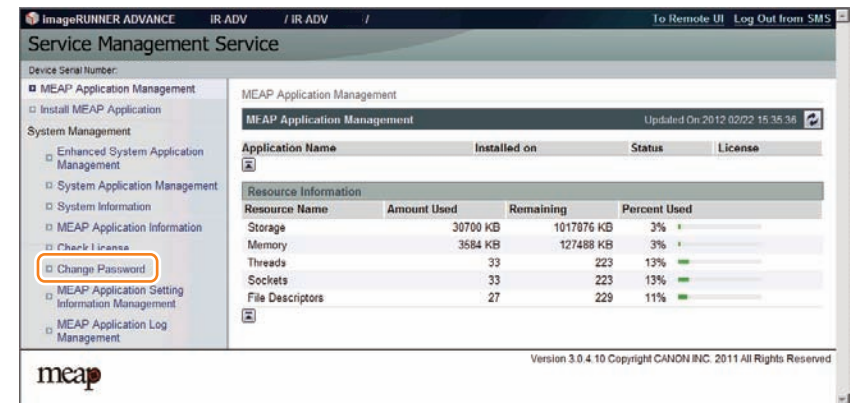 imageRUNNER ADVANCE iR ADV / iR ADV / To Remote UI Log Out from SMS
Service Management Service
Device Serial Number:
MEAP Application Management
Install MEAP Application
System Management
Enhanced System Application
Management
System Application Management
System Information
MEAP Application Information
Check License
Change Password
MEAP Application Setting
Information Management
MEAP Application Log
Management
MEAP Application Management
MEAP Application Management Updated On:2012 02/22 15:35:36
Application Name Installed on Status License
Resource Information
Resource Name Amount Used Remaining Percent Used
Storage 30700 KB 1017876 KB 3%
Memory 3584 KB 127488 KB 3%
Threads 33 223 13%
Sockets 33 223 13%
File Descriptors 27 229 11%
Version 3.0.4.10 Copyright CANON INC. 2011 All Rights Reserved
meap